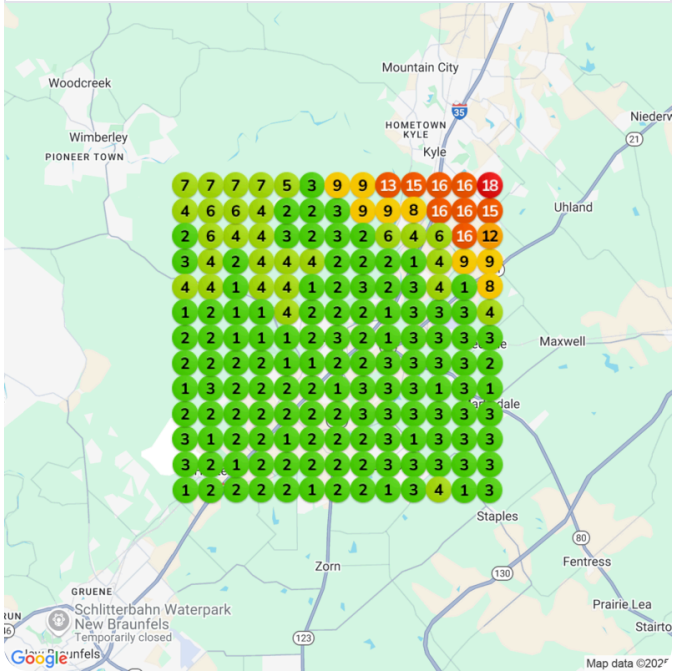 Mountain City
Woodcreek
35
HOMETOWN
KYLE
Niederw
21
Wimberley
PIONEER TOWN
Kyle
7 7 7 7 5 3 9 9 13 15 16 16 18
4 6 6 4 2 2 3 9 9 8 16 16 15
Uhland
2 6 4 4 3 2 3 2 6 4 6 16 12
3 4 2 4 4 4 2 2 2 1 4 9 9
4 4 1 4 4 1 2 3 2 3 4 1 8
1 2 1 1 4 2 2 2 1 3 3 3 4
2 2 1 1 1 2 3 2 1 3 3 3 3
Maxwell
2 2 2 2 1 1 2 2 3 3 3 3 2
1 3 2 2 2 2 1 3 3 3 1 3 1
dale
2 2 2 2 2 2 2 3 3 3 3 3 3
3 1 2 2 1 2 2 2 3 1 3 3 3
3 2 1 2 2 2 2 2 3 3 3 3 3
1 2 2 2 2 1 2 2 1 3 4 1 3
Staples
80
Fentress
Zorn
130
GRUENE
Prairie Lea
Schlitterbahn Waterpark
New Braunfels
Temporarily closed
RUN
46
Stairto
123
New Braunfels
Google
Map data ©2025